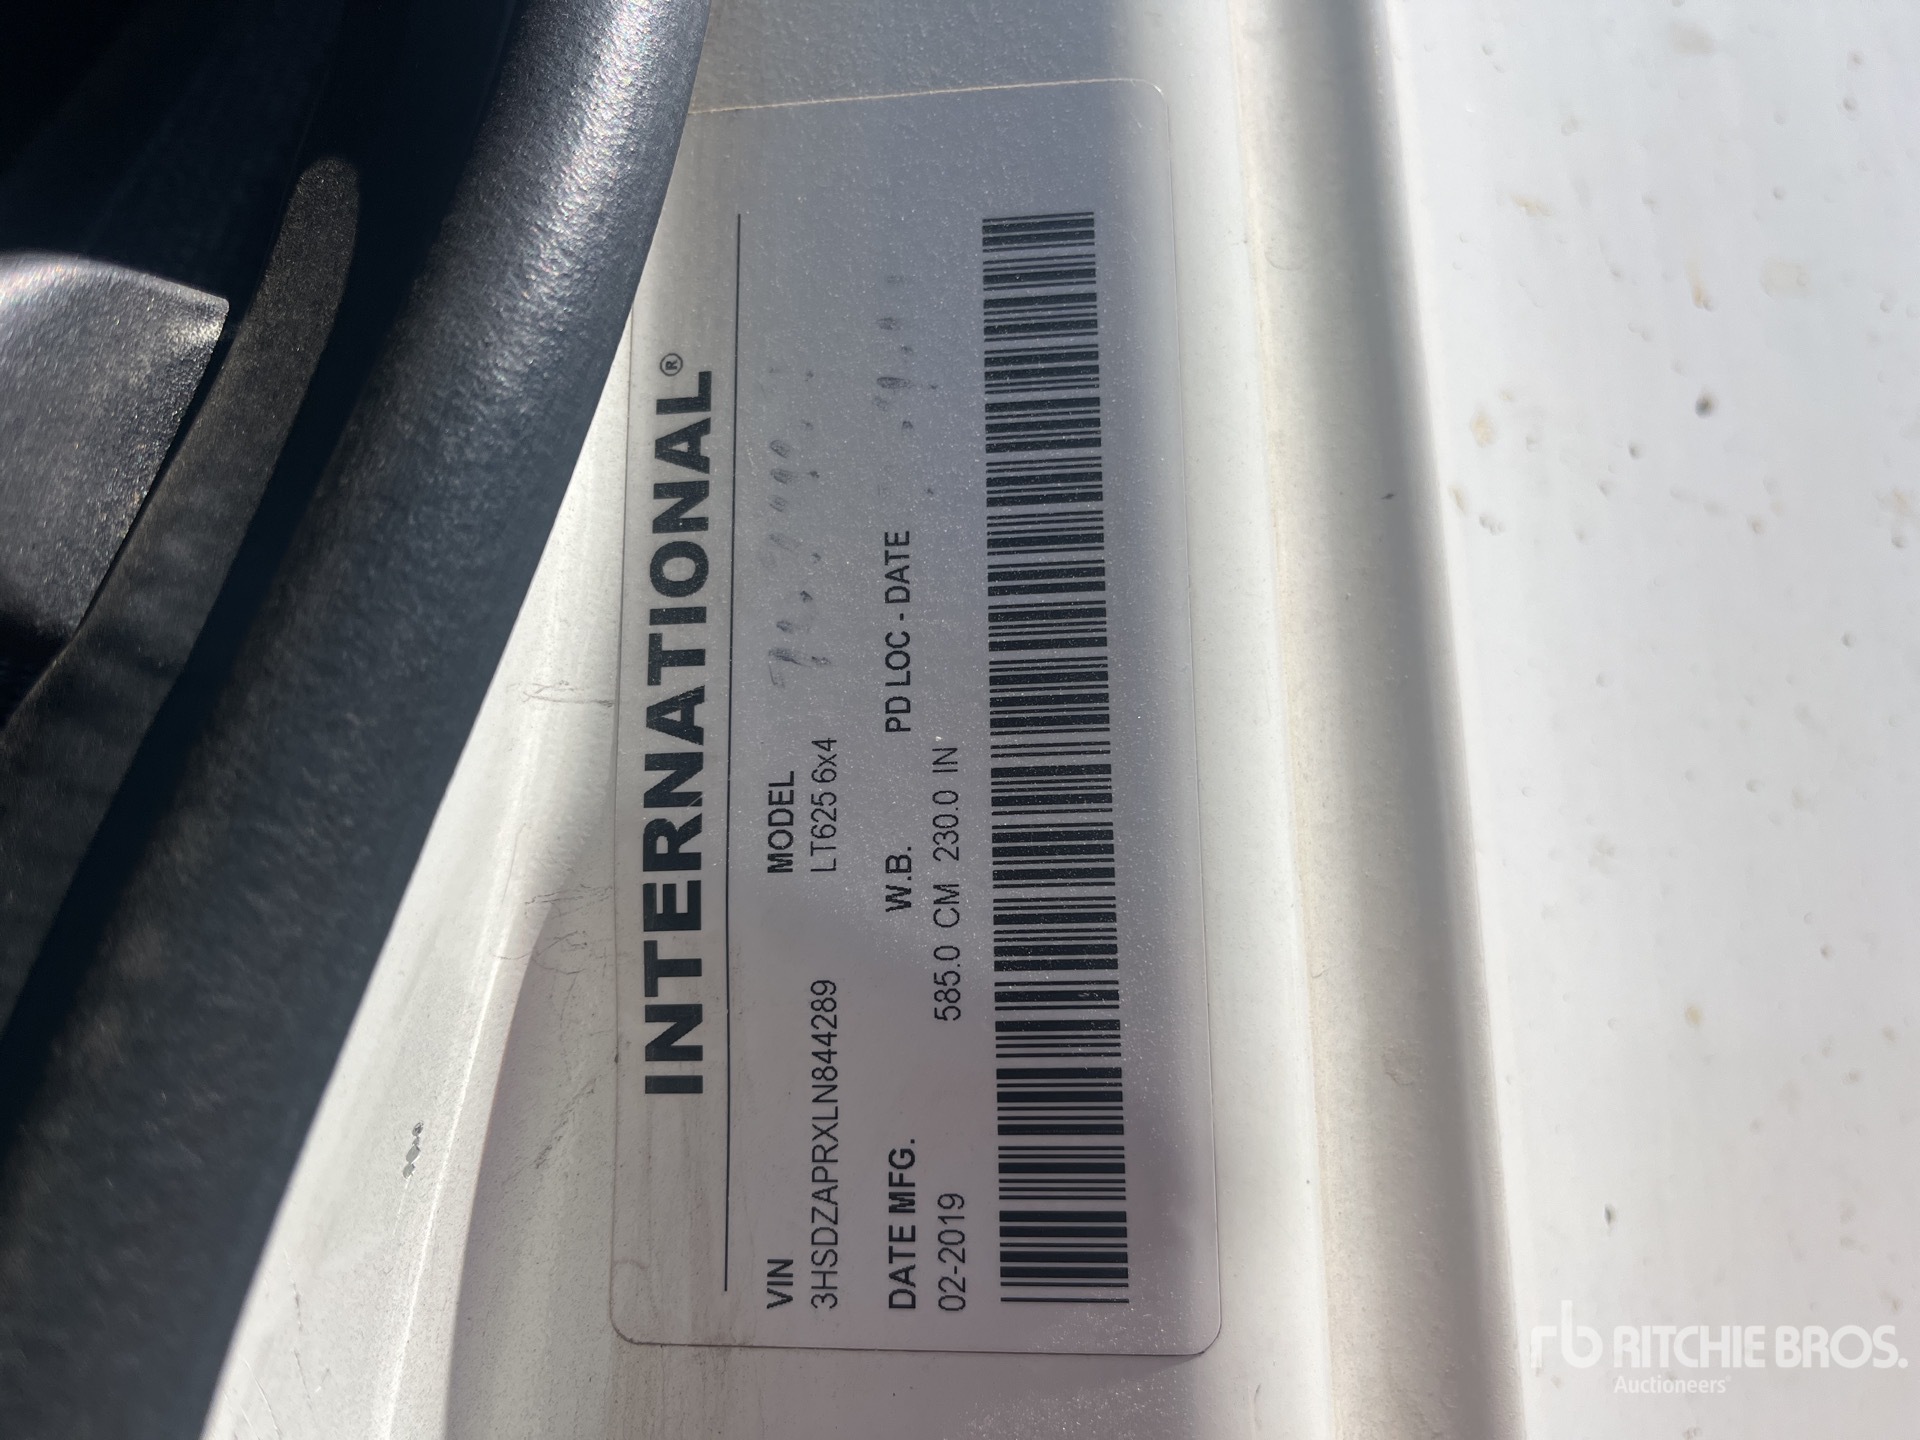 INTERNATIONAL®
VIN MODEL
3HSDZAPRXLN844289 LT625 6x4
DATE MFG. W.B. PD LOC - DATE
02-2019 585.0 CM 230.0 IN
rb RITCHIE BROS.
Auctioneers